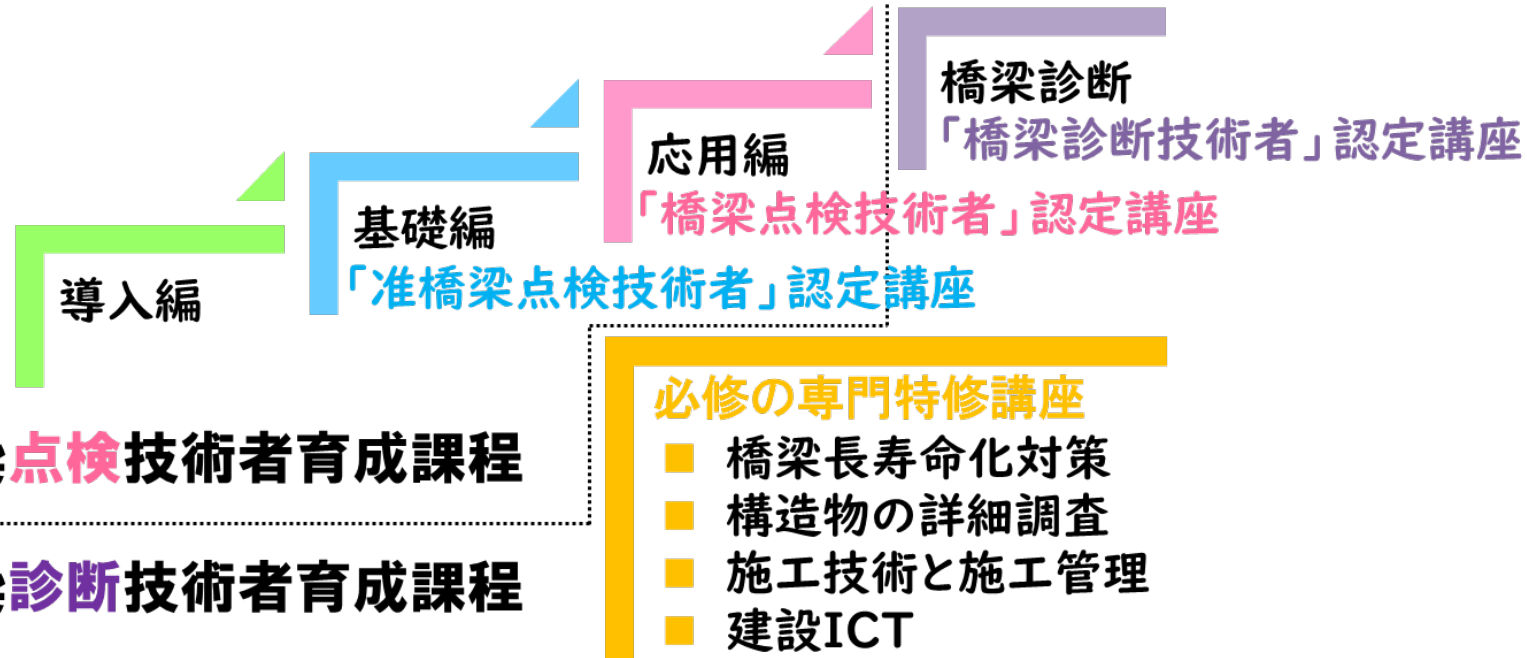 橋梁診断
「橋梁診断技術者」認定講座
応用編
「橋梁点検技術者」認定講座
基礎編
「准橋梁点検技術者」認定講座
導入編
必修の専門特修講座
■ 橋梁長寿命化対策
■ 構造物の詳細調査
■ 施工技術と施工管理
■ 建設ICT
点検技術者育成課程
診断技術者育成課程